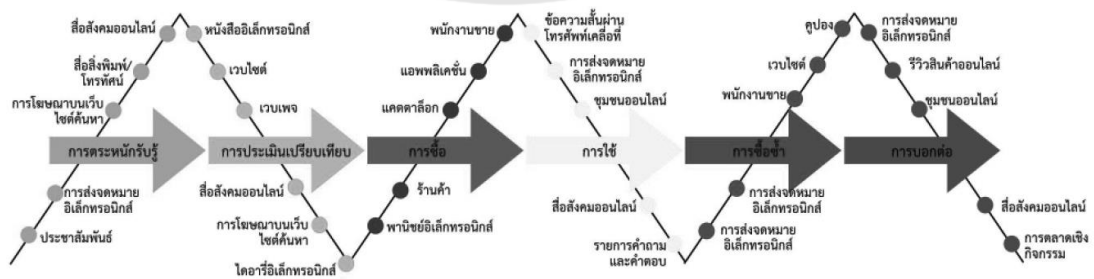 สื่อสังคมออนไลน์
สื่อสิ่งพิมพ์/
โทรทัศน์
การโฆษณาบนเว็บ
ไซต์ค้นหา
การตระหนักรับรู้
การส่งจดหมาย
อิเล็กทรอนิกส์
ประชาสัมพันธ์
หนังสืออิเล็กทรอนิกส์
เวบไซต์
เวบเพจ
การประเมินเปรียบเทียบ
สื่อสังคมออนไลน์
การโฆษณาบนเว็บ
ไซต์ค้นหา
ไดอารี่อิเล็กทรอนิกส์
พนักงานขาย
แอพพลิเคชั่น
แคตตาล็อก
การซื้อ
ร้านค้า
พานิชย์อิเล็กทรอนิกส์
ข้อความสั้นผ่าน
โทรศัพท์เคลื่อที่
การส่งจดหมาย
อิเล็กทรอนิกส์
ชุมชนออนไลน์
การใช้
สื่อสังคมออนไลน์
รายการคำถาม
และคำตอบ
คูปอง
เวบไซต์
พนักงานขาย
การซื้อซ้ำ
การส่งจดหมาย
อิเล็กทรอนิกส์
การส่งจดหมาย
อิเล็กทรอนิกส์
การส่งจดหมาย
อิเล็กทรอนิกส์
รีวิวสินค้าออนไลน์
ชุมชนออนไลน์
การบอกต่อ
สื่อสังคมออนไลน์
การตลาดเชิง
กิจกรรม